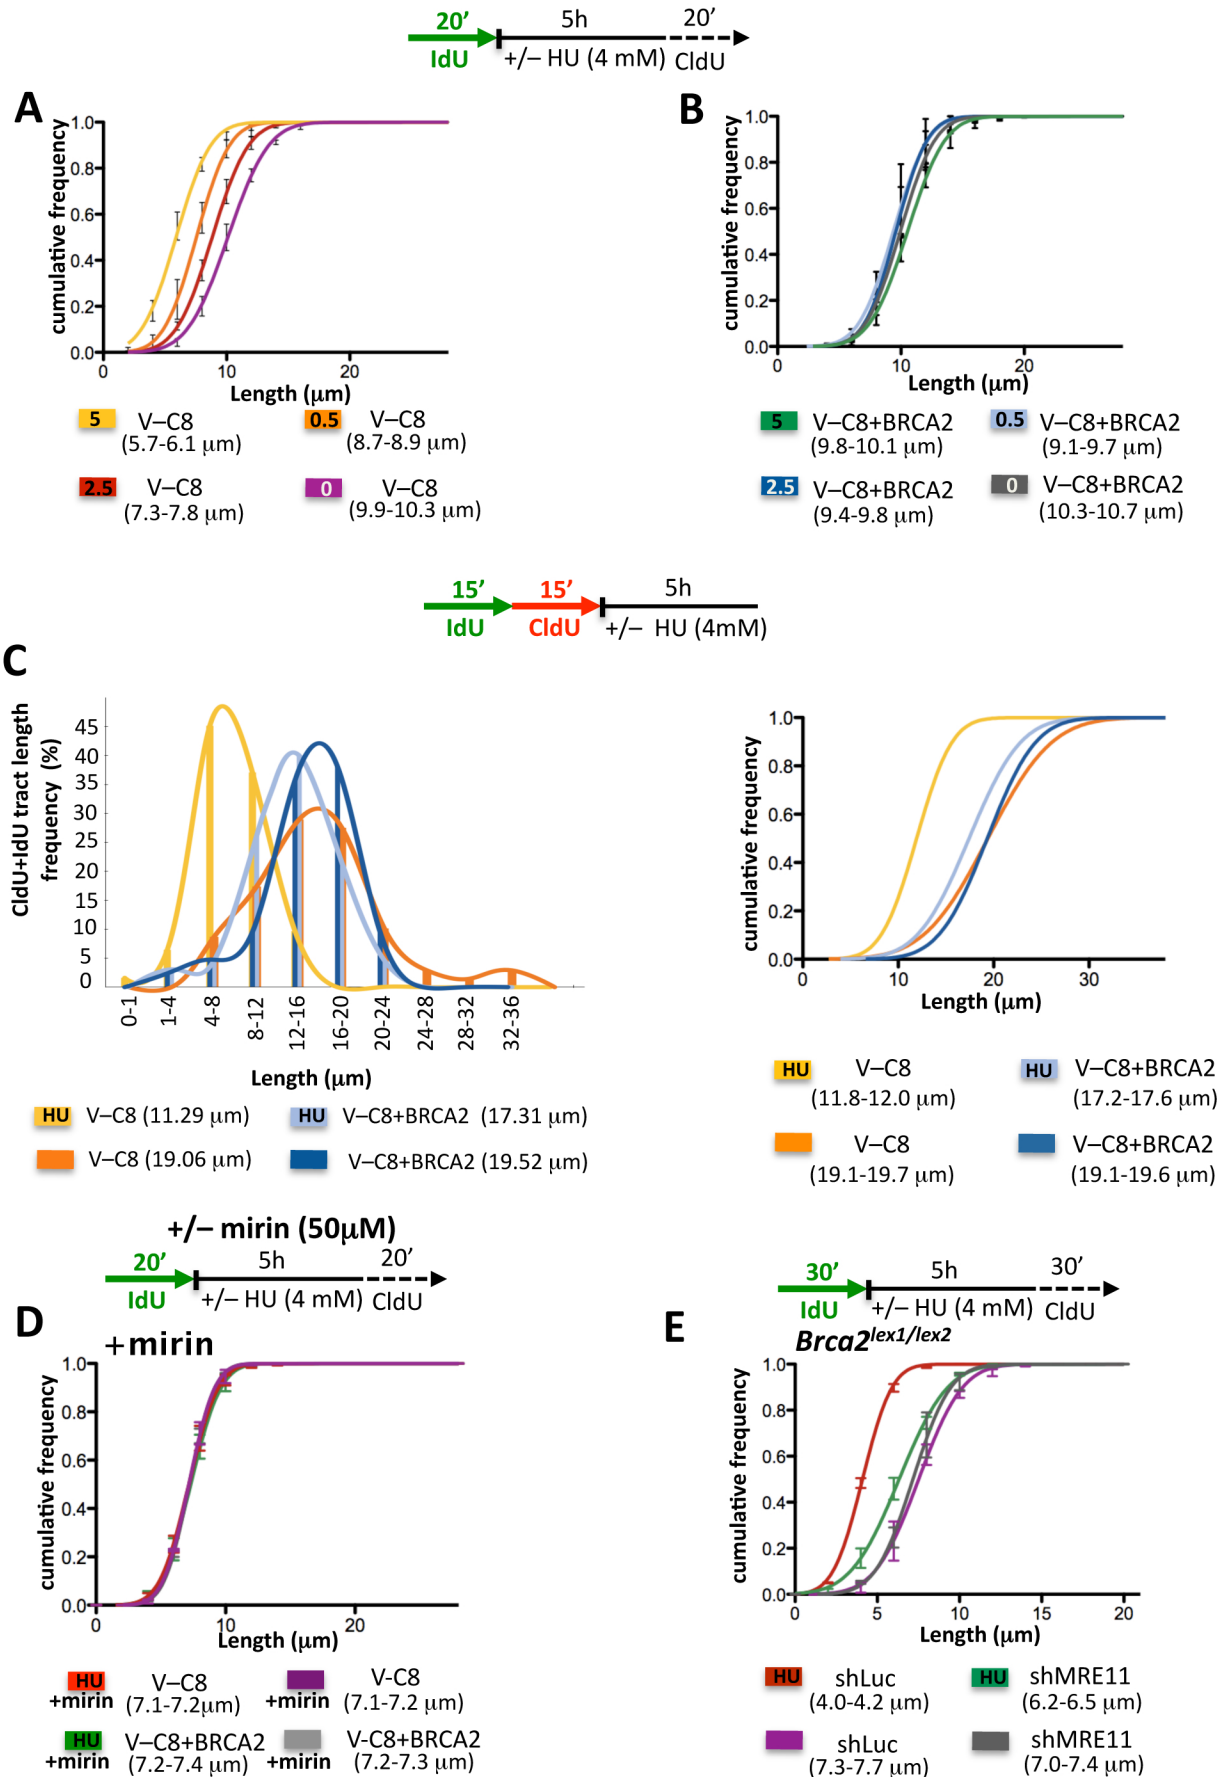 20’ 5h 20’
IdU +/– HU (4 mM) CldU
A
cumulative frequency
1.0
0.8
0.6
0.4
0.2
0.0
0 10 20
Length (μm)
5 V–C8 0.5 V–C8
(5.7-6.1 μm) (8.7-8.9 μm)
2.5 V–C8 0 V–C8
(7.3-7.8 μm) (9.9-10.3 μm)
B
cumulative frequency
1.0
0.8
0.6
0.4
0.2
0.0
0 10 20
Length (μm)
5 V–C8+BRCA2 0.5 V–C8+BRCA2
(9.8-10.1 μm) (9.1-9.7 μm)
2.5 V–C8+BRCA2 0 V–C8+BRCA2
(9.4-9.8 μm) (10.3-10.7 μm)
15’ 15’ 5h
IdU CldU +/– HU (4mM)
C
CldU+IdU tract length
frequency (%)
45
40
35
30
25
20
15
10
5
0
0-1 1-4 4-8 8-12 12-16 16-20 20-24 24-28 28-32 32-36
Length (μm)
HU V–C8 (11.29 μm) HU V–C8+BRCA2 (17.31 μm)
V–C8 (19.06 μm) V–C8+BRCA2 (19.52 μm)
cumulative frequency
1.0
0.8
0.6
0.4
0.2
0.0
0 10 20 30
Length (μm)
HU V–C8 HU V–C8+BRCA2
(11.8-12.0 μm) (17.2-17.6 μm)
V–C8 V–C8+BRCA2
(19.1-19.7 μm) (19.1-19.6 μm)
+/– mirin (50μM)
20’ 5h 20’
IdU +/– HU (4 mM) CldU
D
+mirin
cumulative frequency
1.0
0.8
0.6
0.4
0.2
0.0
0 10 20
Length (μm)
HU V–C8 V-C8
+mirin (7.1-7.2μm) +mirin (7.1-7.2 μm)
HU V–C8+BRCA2 V-C8+BRCA2
+mirin (7.2-7.4 μm) +mirin (7.2-7.3 μm)
30’ 5h 30’
IdU +/– HU (4 mM) CldU
E
Brca2lex1/lex2
cumulative frequency
1.0
0.8
0.6
0.4
0.2
0.0
0 5 10 15 20
Length (μm)
HU shLuc HU shMRE11
(4.0-4.2 μm) (6.2-6.5 μm)
shLuc shMRE11
(7.3-7.7 μm) (7.0-7.4 μm)